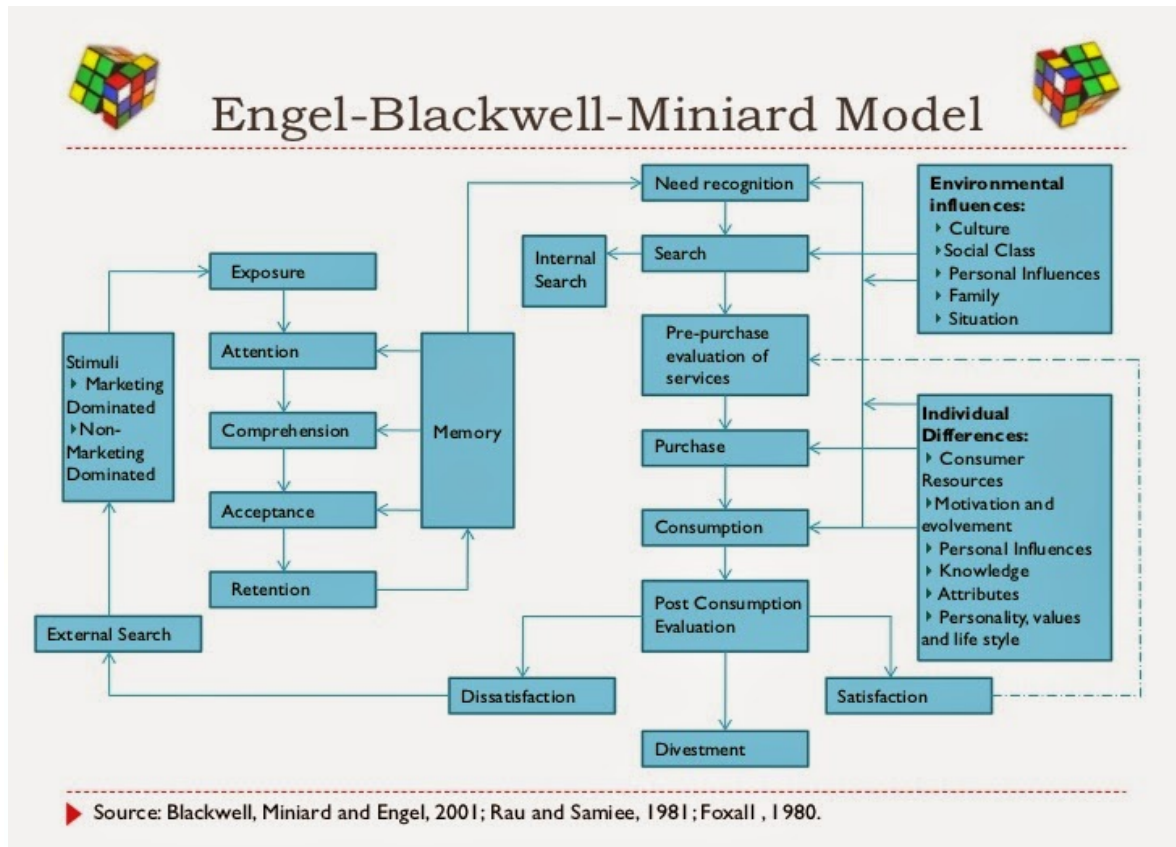 Engel-Blackwell-Miniard Model
Need recognition
Search
Internal
Search
Pre-purchase
evaluation of
services
Purchase
Consumption
Post Consumption
Evaluation
Dissatisfaction
Satisfaction
Divestment
Environmental
influences:
Culture
Social Class
Personal Influences
Family
Situation
Individual
Differences:
Consumer
Resources
Motivation and
evolvement
Personal Influences
Knowledge
Attributes
Personality, values
and life style
Exposure
Attention
Comprehension
Acceptance
Retention
Memory
Stimuli
Marketing
Dominated
Non-
Marketing
Dominated
External Search
Source: Blackwell, Miniard and Engel, 2001; Rau and Samiee, 1981; Foxall , 1980.